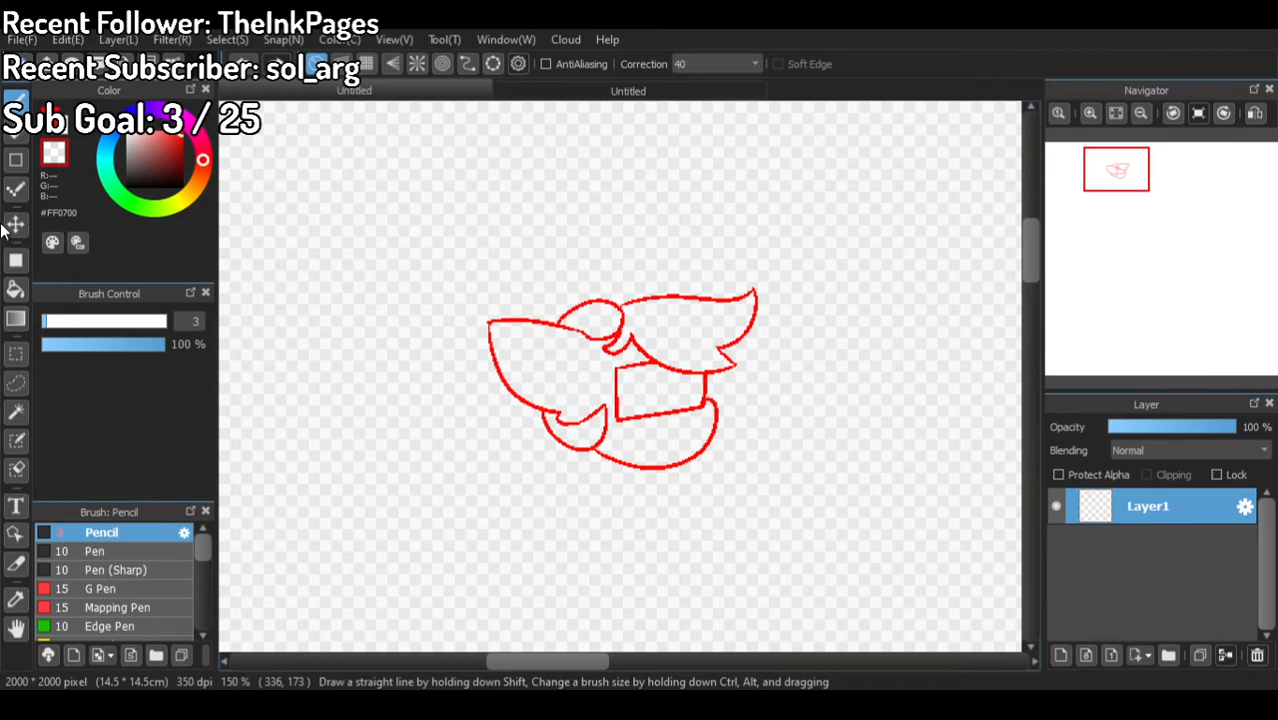 Recent Follower: TheInkPages
File(F) Edit(E) Layer(L) Filter(R) Select(S) Snap(N) Color(C) View(V) Tool(T) Window(W) Cloud Help
Recent Subscriber: sol_arg
AntiAliasing Correction 40 Soft Edge
Color Untitled Untitled Navigator
Sub Goal: 3 / 25
R:---
G:---
B:---
#FF0700
Brush Control
3
100 %
Layer
Opacity 100 %
Blending Normal
Protect Alpha Clipping Lock
Layer1
Brush: Pencil
3 Pencil
10 Pen
10 Pen (Sharp)
15 G Pen
15 Mapping Pen
10 Edge Pen
2000 * 2000 pixel (14.5 * 14.5cm) 350 dpi 150 % ( 336, 173 ) Draw a straight line by holding down Shift, Change a brush size by holding down Ctrl, Alt, and dragging